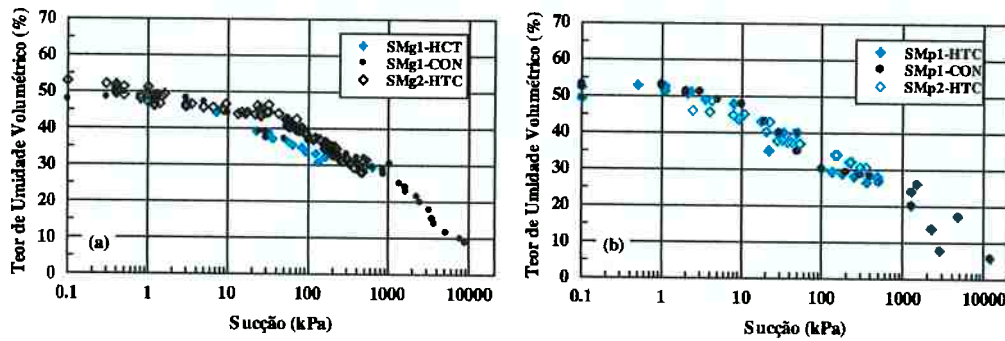 Teor de Umidade Volumétrico (%)
70
60
50
40
30
20
10
0
SMg1-HCT
SMg1-CON
SMg2-HTC
(a)
0.1 1 10 100 1000 10000
Sucção (kPa)
Teor de Umidade Volumétrico (%)
70
60
50
40
30
20
10
0
SMp1-HTC
SMp1-CON
SMp2-HTC
(b)
0.1 1 10 100 1000 10000
Sucção (kPa)